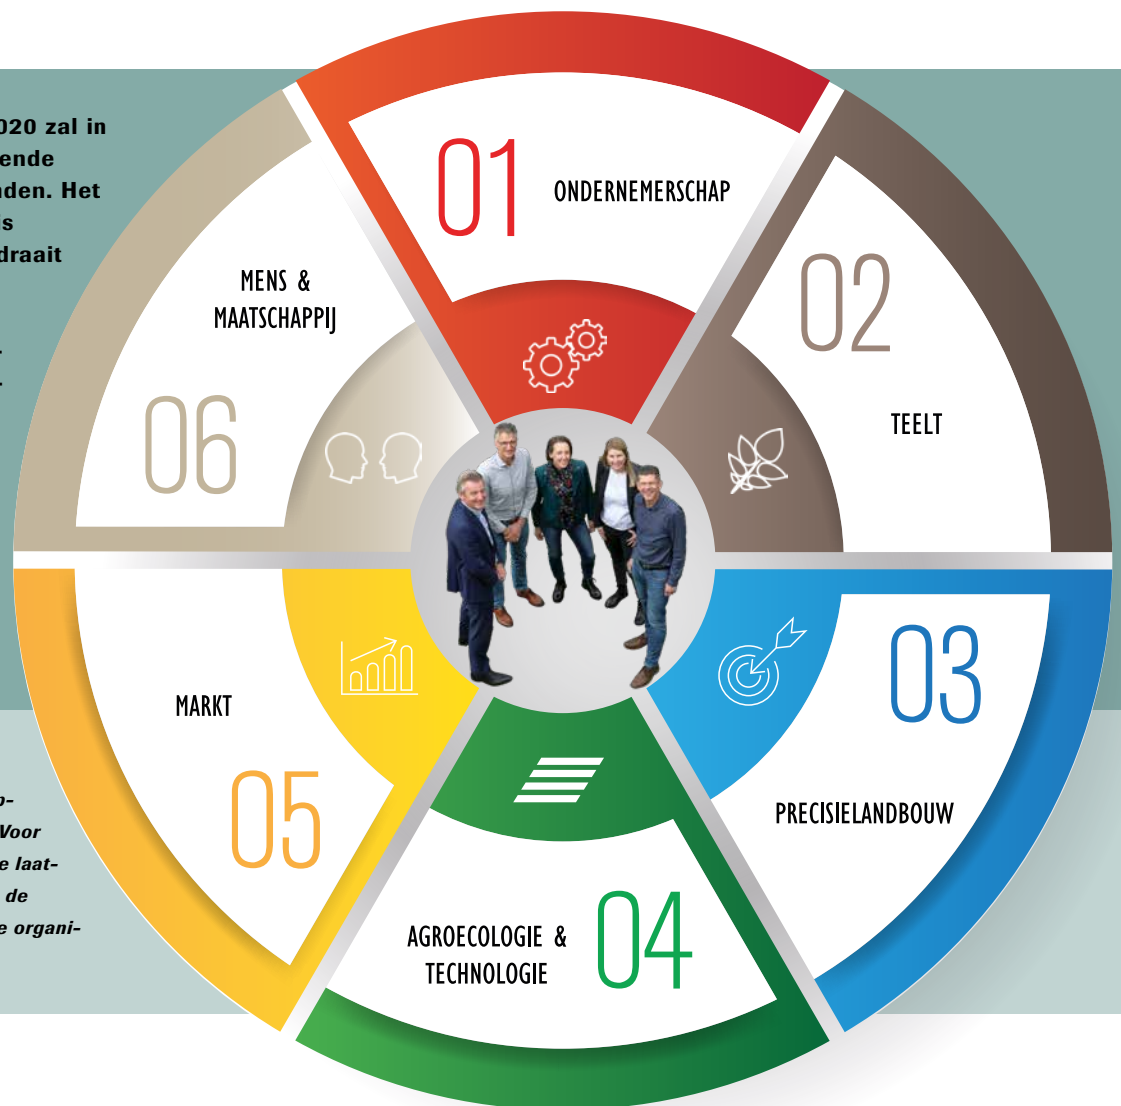 020 zal in
ende
nden. Het
is
draait
.
.
01
ONDERNEMERSCHAP
02
TEELT
03
PRECISIELANDBOUW
AGROECOLOGIE &
TECHNOLOGIE
04
MARKT
05
MENS &
MAATSCHAPPIJ
06
Voor
e laat-
de
e organi-